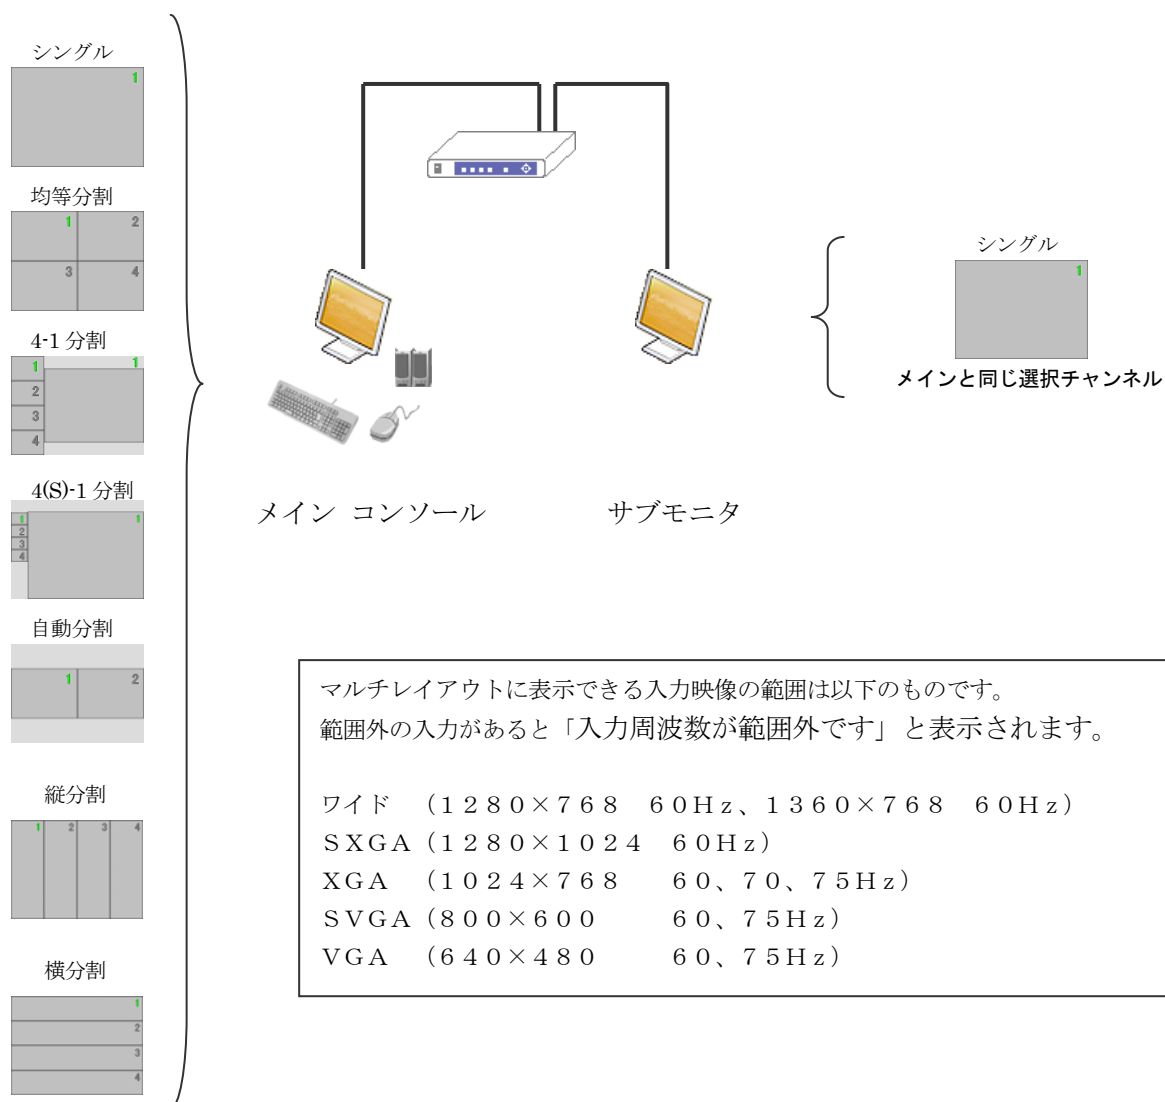 シングル
1
均等分割
1 2
3 4
4-1 分割
1 1
2
3
4
4(S)-1 分割
1 1
2
3
4
自動分割
1 2
縦分割
1 2 3 4
横分割
1
2
3
4
メイン コンソール
サブモニタ
シングル
1
メインと同じ選択チャンネル
マルチレイアウトに表示できる入力映像の範囲は以下のものです。
範囲外の入力があると「入力周波数が範囲外です」と表示されます。
ワイド　（１２８０×７６８　６０Ｈｚ、１３６０×７６８　６０Ｈｚ）
ＳＸＧＡ（１２８０×１０２４　６０Ｈｚ）
ＸＧＡ　（１０２４×７６８　　６０、７０、７５Ｈｚ）
ＳＶＧＡ（８００×６００　　　６０、７５Ｈｚ）
ＶＧＡ　（６４０×４８０　　　６０、７５Ｈｚ）